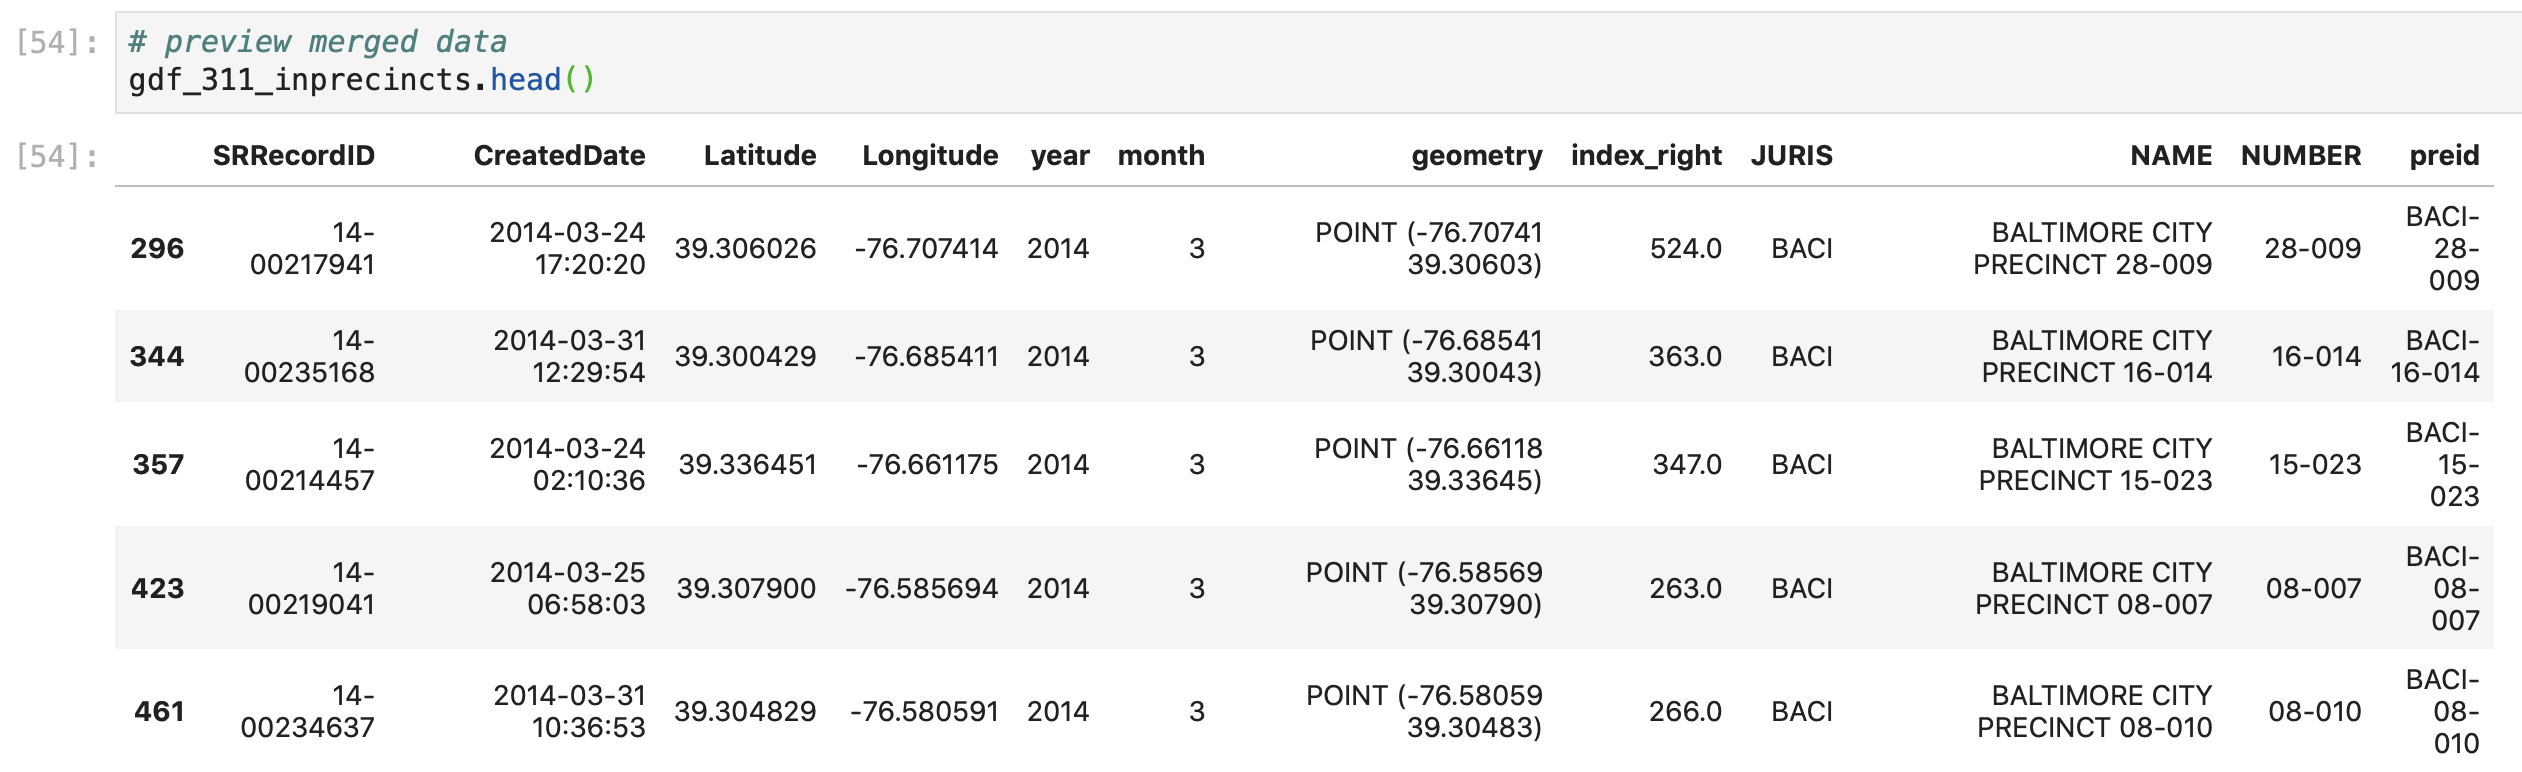 [54]: # preview merged data
gdf_311_inprecincts.head()
[54]: SRRecordID CreatedDate Latitude Longitude year month geometry index_right JURIS NAME NUMBER preid
296 14-00217941 2014-03-24 17:20:20 39.306026 -76.707414 2014 3 POINT (-76.70741 39.30603) 524.0 BACI BALTIMORE CITY PRECINCT 28-009 28-009 BACI-28-009
344 14-00235168 2014-03-31 12:29:54 39.300429 -76.685411 2014 3 POINT (-76.68541 39.30043) 363.0 BACI BALTIMORE CITY PRECINCT 16-014 16-014 BACI-16-014
357 14-00214457 2014-03-24 02:10:36 39.336451 -76.661175 2014 3 POINT (-76.66118 39.33645) 347.0 BACI BALTIMORE CITY PRECINCT 15-023 15-023 BACI-15-023
423 14-00219041 2014-03-25 06:58:03 39.307900 -76.585694 2014 3 POINT (-76.58569 39.30790) 263.0 BACI BALTIMORE CITY PRECINCT 08-007 08-007 BACI-08-007
461 14-00234637 2014-03-31 10:36:53 39.304829 -76.580591 2014 3 POINT (-76.58059 39.30483) 266.0 BACI BALTIMORE CITY PRECINCT 08-010 08-010 BACI-08-010